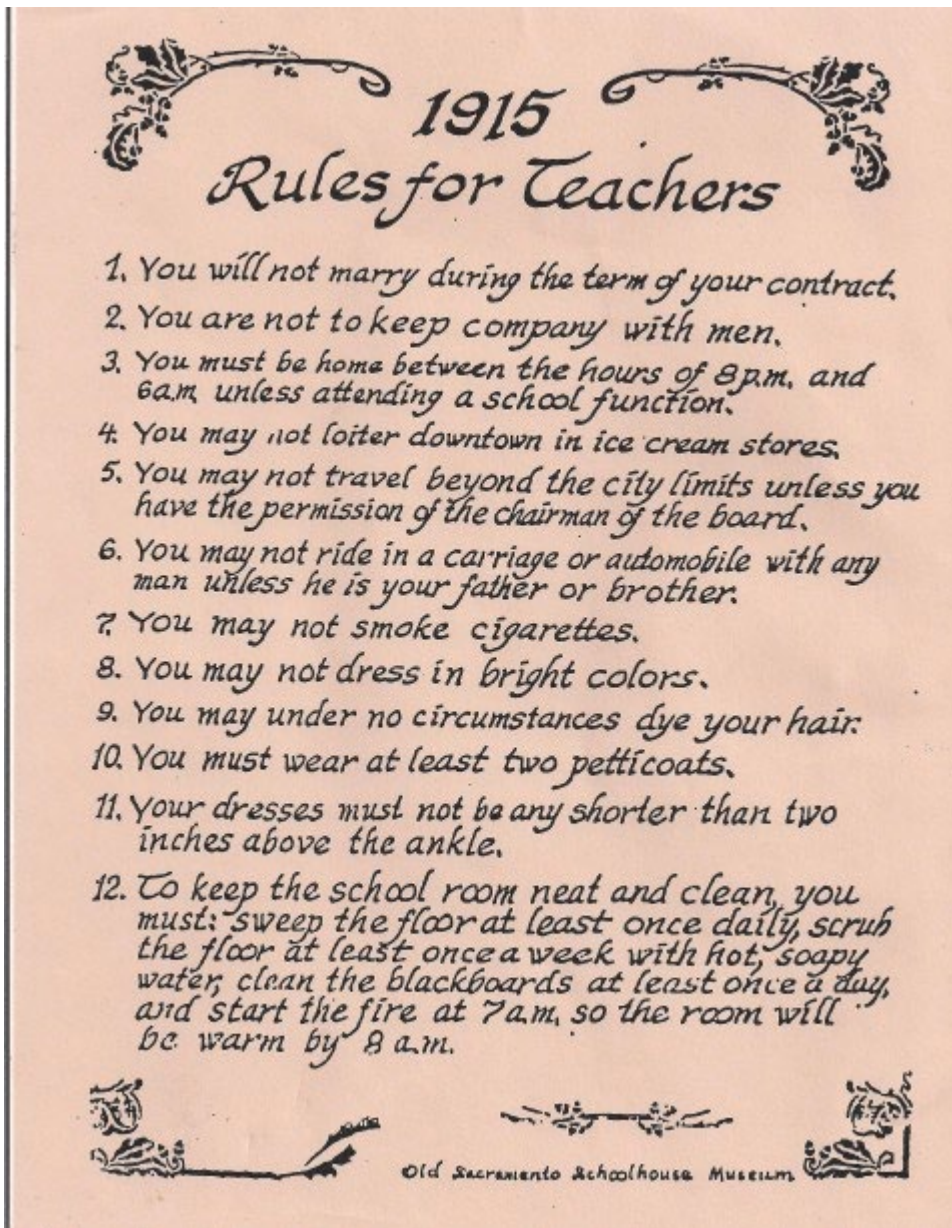 1915
Rules for Teachers
1. You will not marry during the term of your contract.
2. You are not to keep company with men.
3. You must be home between the hours of 8 p.m. and
6 a.m. unless attending a school function.
4. You may not loiter downtown in ice cream stores.
5. You may not travel beyond the city limits unless you
have the permission of the chairman of the board.
6. You may not ride in a carriage or automobile with any
man unless he is your father or brother.
7. You may not smoke cigarettes.
8. You may not dress in bright colors.
9. You may under no circumstances dye your hair.
10. You must wear at least two petticoats.
11. Your dresses must not be any shorter than two
inches above the ankle.
12. To keep the school room neat and clean, you
must: sweep the floor at least once daily, scrub
the floor at least once a week with hot, soapy
water, clean the blackboards at least once a day,
and start the fire at 7 a.m. so the room will
be warm by 8 a.m.
Old Sacramento Schoolhouse Museum